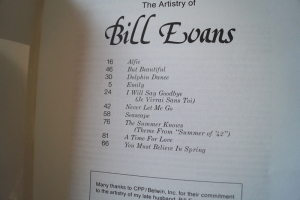 The Artistry of
Bill Evans
16 Alfie
46 But Beautiful
30 Dolphin Dance
5 Emily
24 I Will Say Goodbye
(Je Vivrai Sans Toi)
42 Never Let Me Go
58 Seascape
76 The Summer Knows
(Theme From "Summer of '42")
81 A Time For Love
66 You Must Believe In Spring
Many thanks to CPP/Belwin, Inc. for their commitment
to the artistry of my late husband, Bill